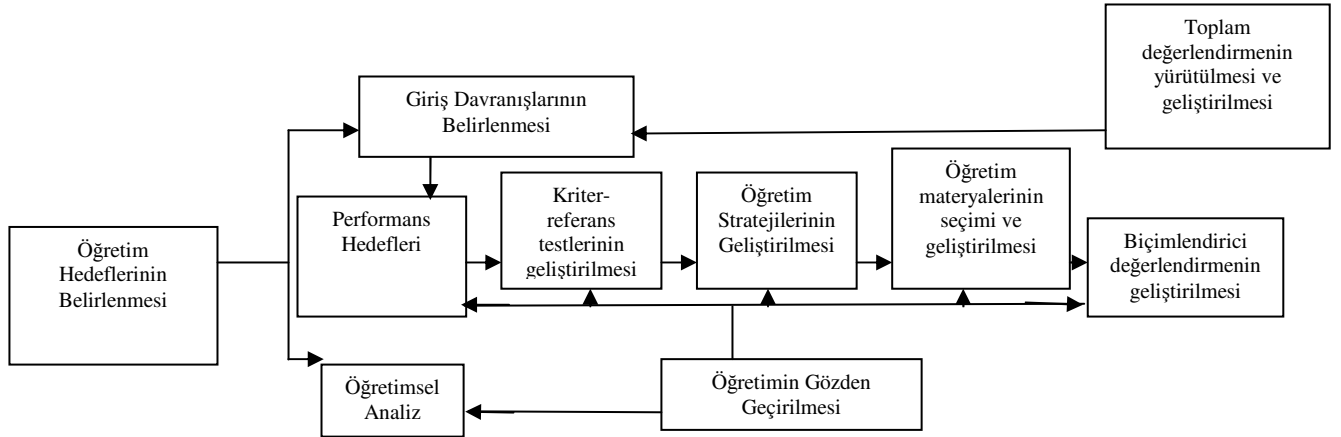 Toplam
değerlendirmenin
yürütülmesi ve
geliştirilmesi
Giriş Davranışlarının
Belirlenmesi
Öğretim
Hedeflerinin
Belirlenmesi
Performans
Hedefleri
Kriter-
referans
testlerinin
geliştirilmesi
Öğretim
Stratejilerinin
Geliştirilmesi
Öğretim
materyalerinin
seçimi ve
geliştirilmesi
Biçimlendirici
değerlendirmenin
geliştirilmesi
Öğretimsel
Analiz
Öğretimin Gözden
Geçirilmesi